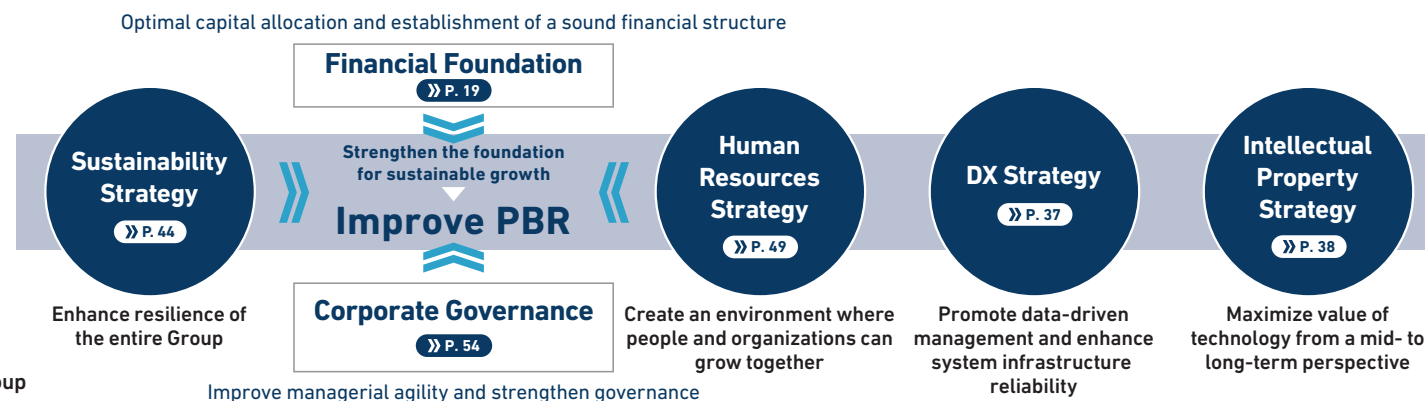 Optimal capital allocation and establishment of a sound financial structure
Financial Foundation
P. 19
Sustainability
Strategy
P. 44
Enhance resilience of
the entire Group
Strengthen the foundation
for sustainable growth
Improve PBR
Corporate Governance
P. 54
Improve managerial agility and strengthen governance
Human
Resources
Strategy
P. 49
Create an environment where
people and organizations can
grow together
DX Strategy
P. 37
Promote data-driven
management and enhance
system infrastructure
reliability
Intellectual
Property
Strategy
P. 38
Maximize value of
technology from a mid- to
long-term perspective